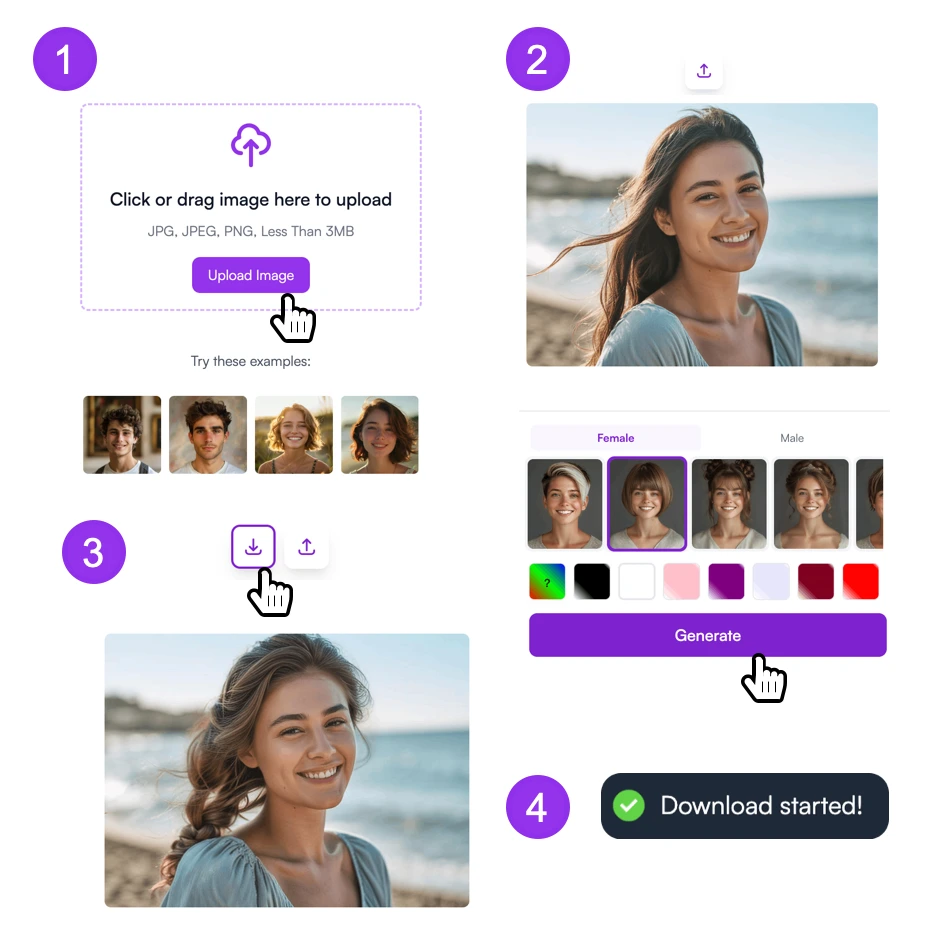 1
Click or drag image here to upload
JPG, JPEG, PNG, Less Than 3MB
Upload Image
Try these examples:
2
Female
Male
?
Generate
3
4
Download started!